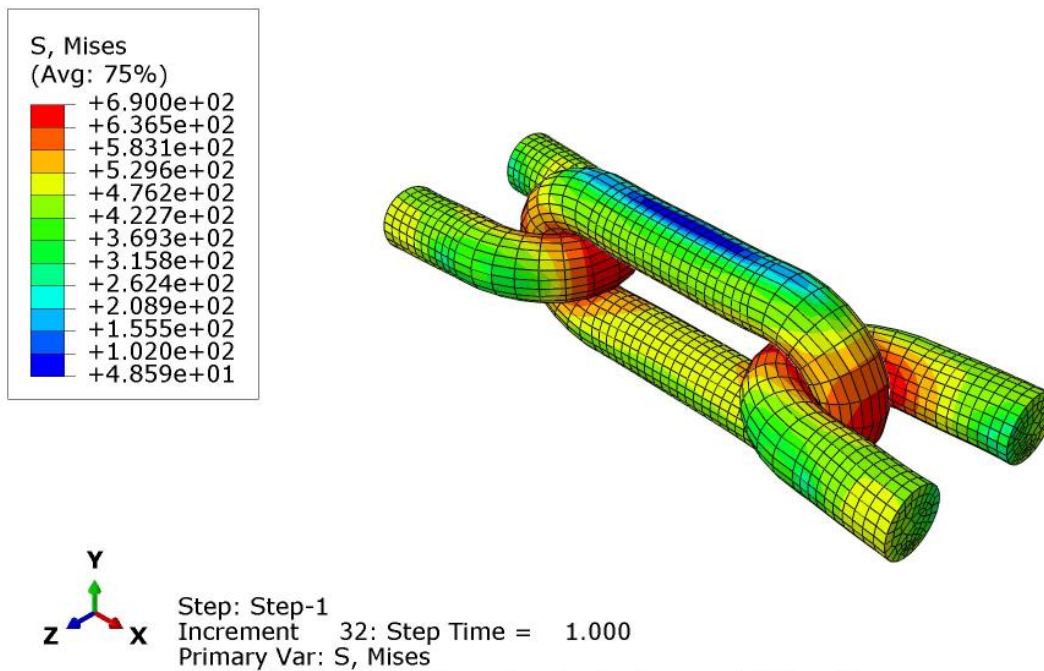 S, Mises
(Avg: 75%)
+6.900e+02
+6.365e+02
+5.831e+02
+5.296e+02
+4.762e+02
+4.227e+02
+3.693e+02
+3.158e+02
+2.624e+02
+2.089e+02
+1.555e+02
+1.020e+02
+4.859e+01
Y
Z X
Step: Step-1
Increment 32: Step Time = 1.000
Primary Var: S, Mises